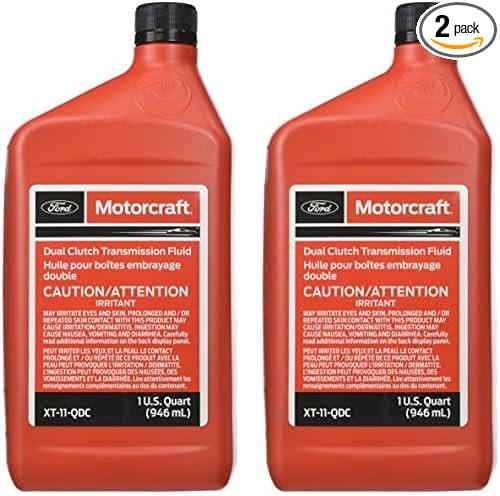 2
pack
Ford
Motorcraft
Dual Clutch Transmission Fluid
Huile pour boîtes embrayage
double
CAUTION/ATTENTION
IRRITANT
MAY IRRITATE EYES AND SKIN, PROLONGED AND / OR
REPEATED SKIN CONTACT WITH THIS PRODUCT MAY
CAUSE IRRITATION/DERMATITIS. INGESTION MAY
CAUSE NAUSEA, VOMITING AND DIARRHEA. Carefully
read additional information on the back display panel.
PEUT IRRITER LES YEUX ET LA PEAU. LE CONTACT
PROLONGÉ ET / OU RÉPÉTÉ DE CE PRODUIT AVEC LA
PEAU PEUT PROVOQUER L'IRRITATION / DERMATITE.
L'INGESTION PEUT PROVOQUER DES NAUSÉES, DES
VOMISSEMENTS ET LA DIARRHÉE. Lire attentivement les
renseignements complémentaires au dos du contenant.
1 U.S. Quart
XT-11-QDC (946 mL)
Ford
Motorcraft
Dual Clutch Transmission Fluid
Huile pour boîtes embrayage
double
CAUTION/ATTENTION
IRRITANT
MAY IRRITATE EYES AND SKIN, PROLONGED AND / OR
REPEATED SKIN CONTACT WITH THIS PRODUCT MAY
CAUSE IRRITATION/DERMATITIS. INGESTION MAY
CAUSE NAUSEA, VOMITING AND DIARRHEA. Carefully
read additional information on the back display panel.
PEUT IRRITER LES YEUX ET LA PEAU. LE CONTACT
PROLONGÉ ET / OU RÉPÉTÉ DE CE PRODUIT AVEC LA
PEAU PEUT PROVOQUER L'IRRITATION / DERMATITE.
L'INGESTION PEUT PROVOQUER DES NAUSÉES, DES
VOMISSEMENTS ET LA DIARRHÉE. Lire attentivement les
renseignements complémentaires au dos du contenant.
1 U.S. Quart
XT-11-QDC (946 mL)